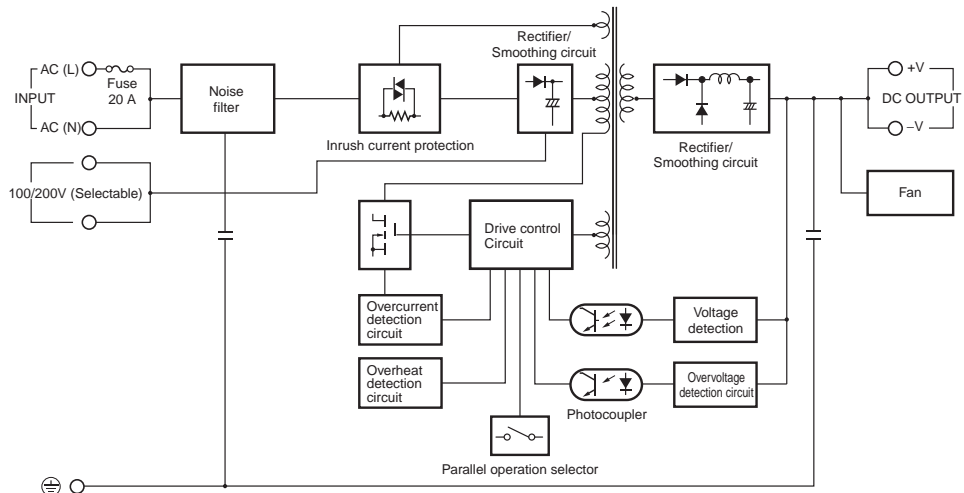 AC (L)
Fuse
20 A
INPUT
AC (N)
Noise
filter
Inrush current protection
Rectifier/
Smoothing circuit
Rectifier/
Smoothing circuit
+V
DC OUTPUT
−V
100/200V (Selectable)
Fan
Drive control
Circuit
Overcurrent
detection
circuit
Voltage
detection
Overheat
detection
circuit
Overvoltage
detection circuit
Photocoupler
Parallel operation selector